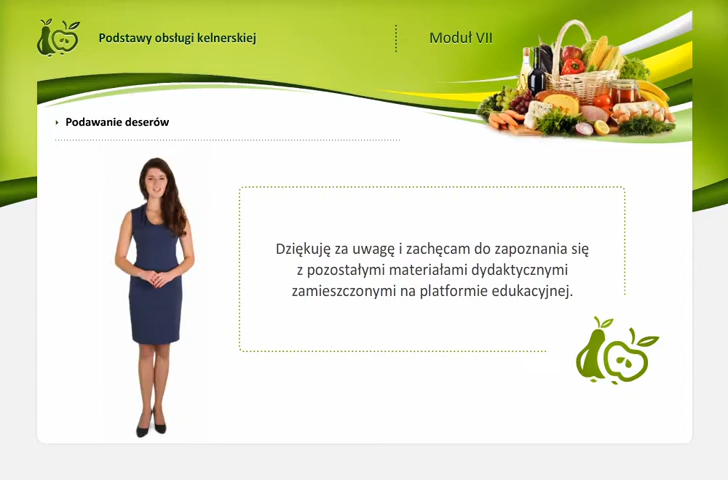 Podstawy obsługi kelnerskiej
Moduł VII
Podawanie deserów
Dziękuję za uwagę i zachęcam do zapoznania się
z pozostałymi materiałami dydaktycznymi
zamieszczonymi na platformie edukacyjnej.